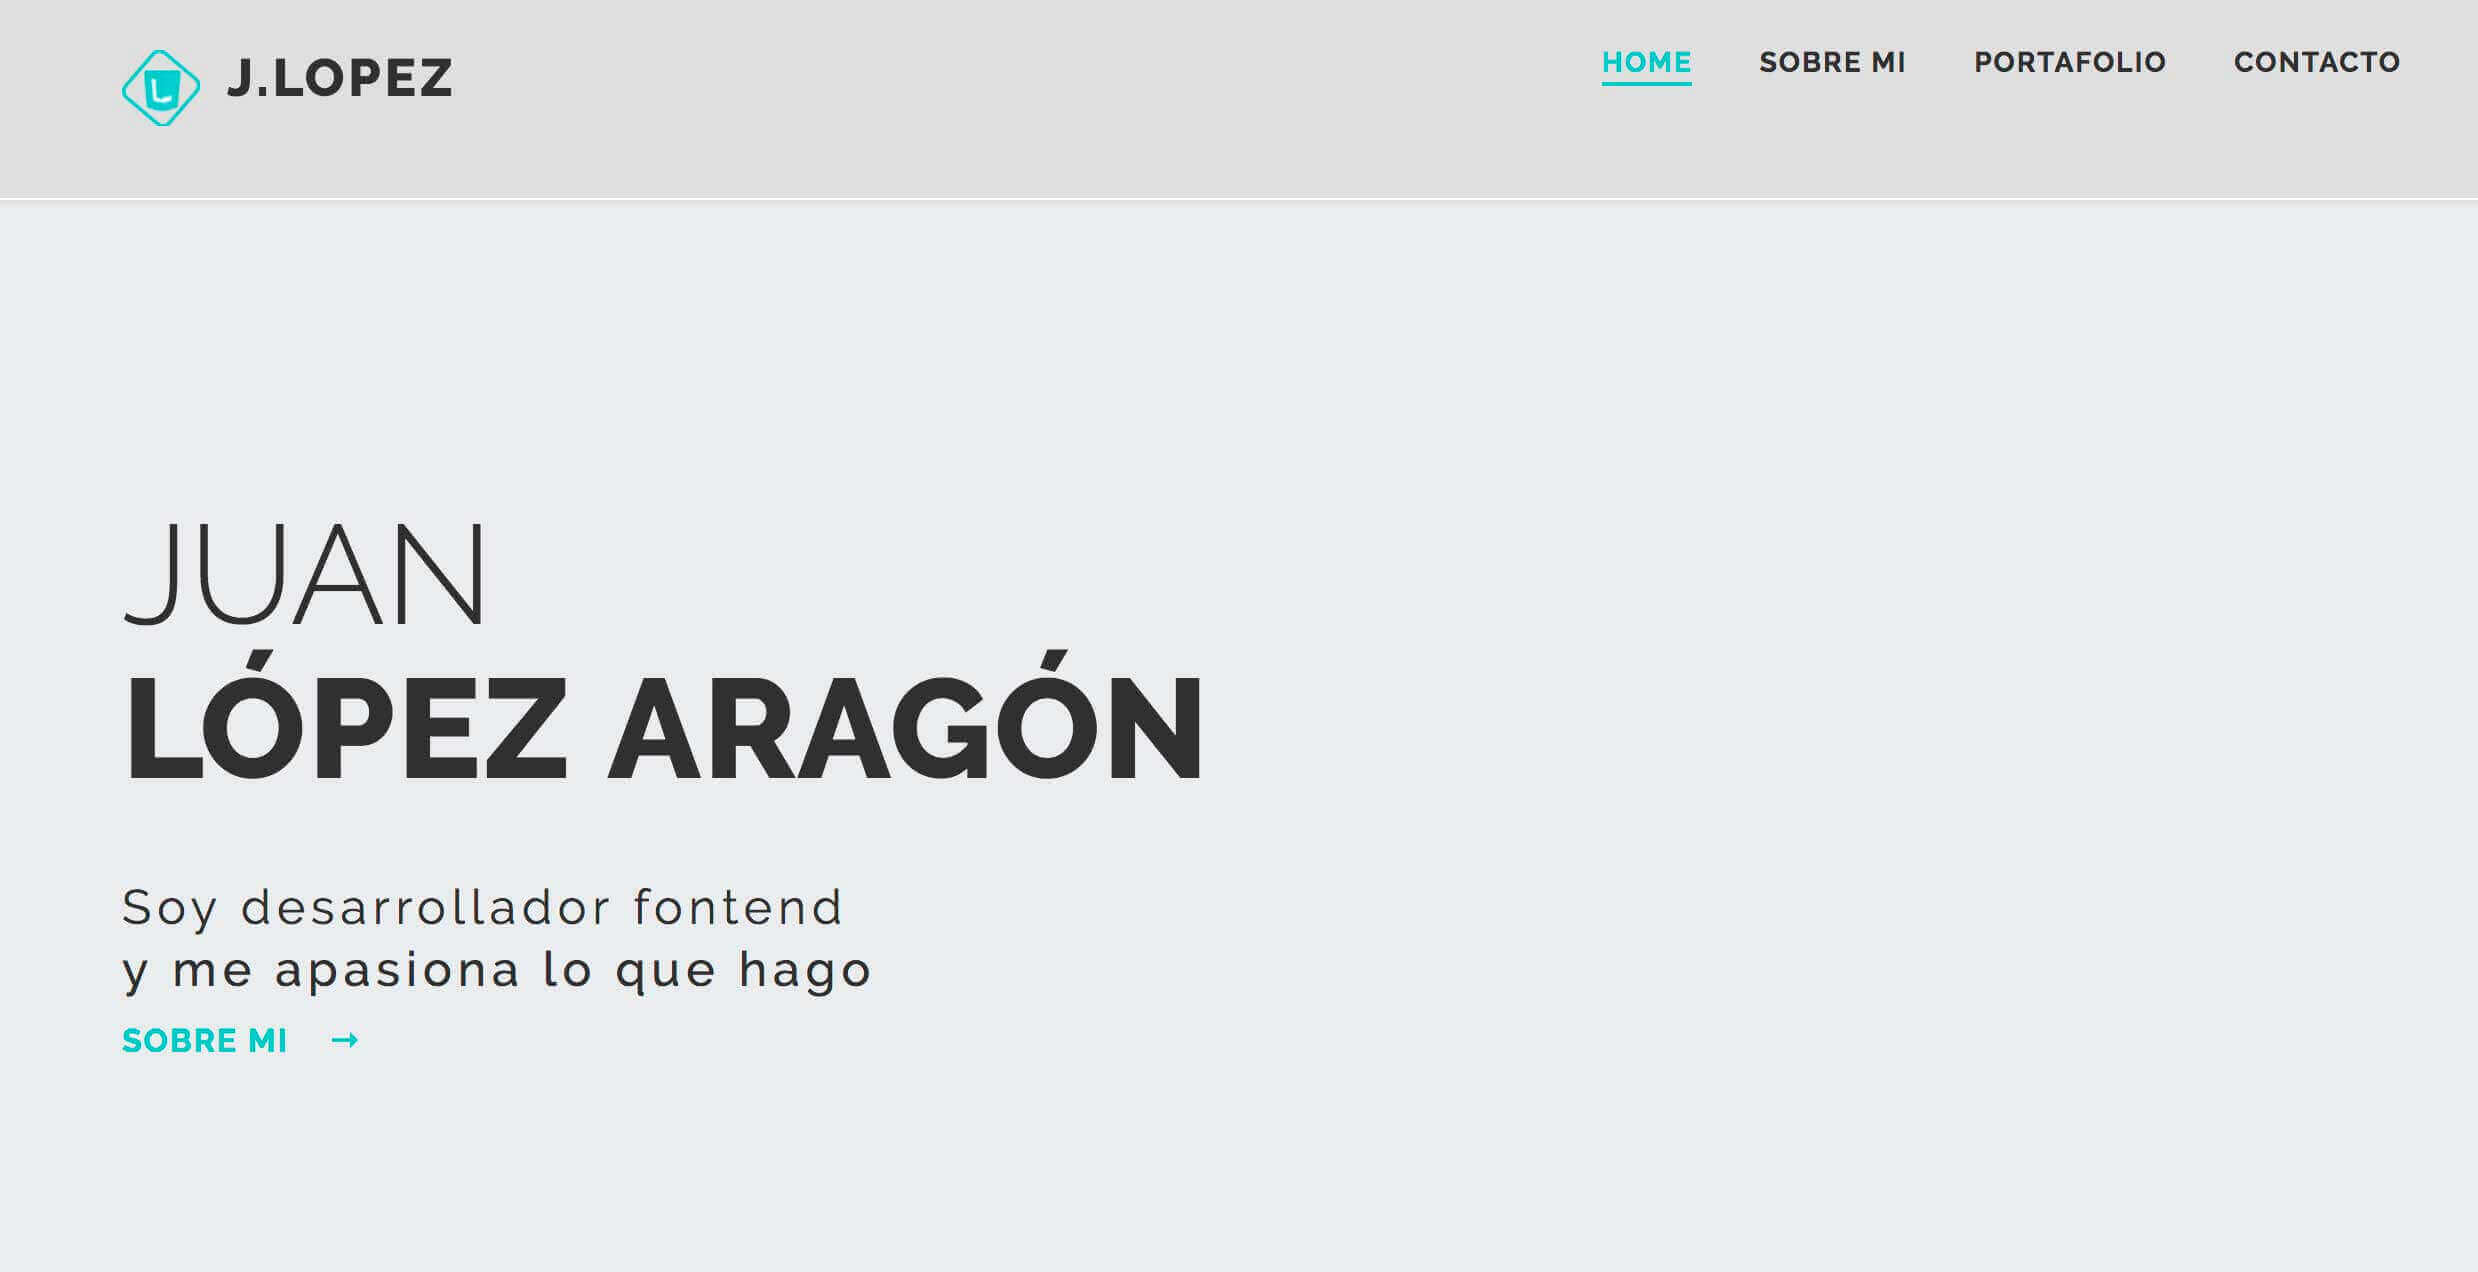 J.LOPEZ
HOME SOBRE MI PORTAFOLIO CONTACTO
JUAN
LÓPEZ ARAGÓN
Soy desarrollador fontend
y me apasiona lo que hago
SOBRE MI →